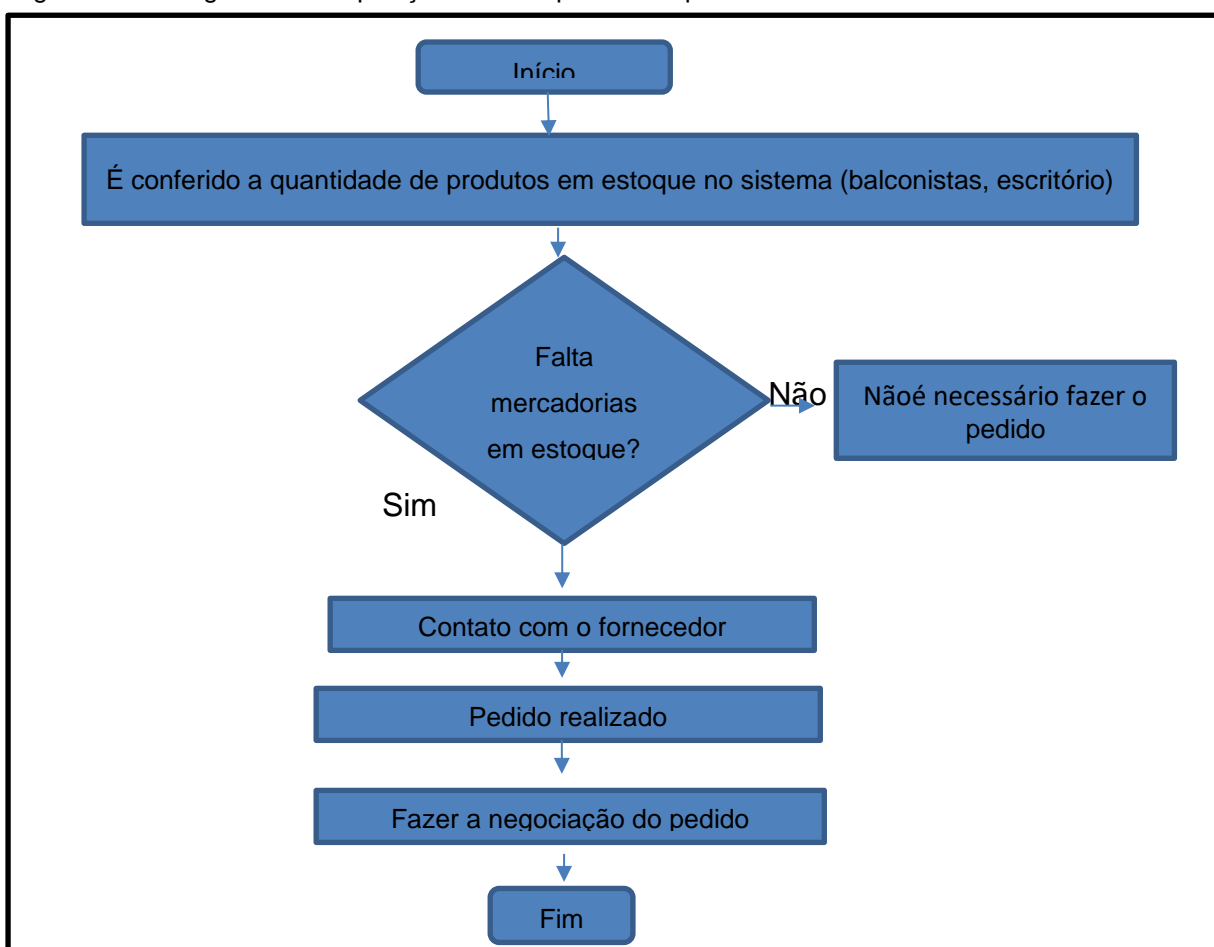 Início
É conferido a quantidade de produtos em estoque no sistema (balconistas, escritório)
Falta
mercadorias
em estoque?
Não
Nãoé necessário fazer o
pedido
Sim
Contato com o fornecedor
Pedido realizado
Fazer a negociação do pedido
Fim